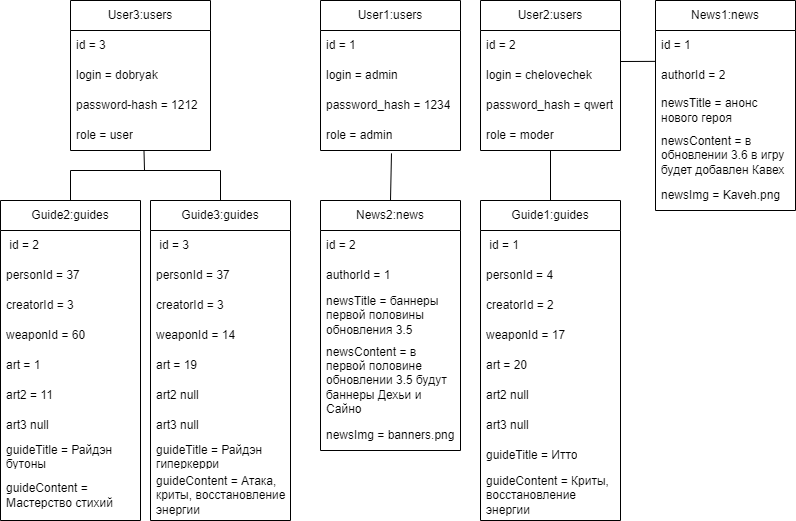 User3:users
id = 3
login = dobryak
password-hash = 1212
role = user
User1:users
id = 1
login = admin
password_hash = 1234
role = admin
User2:users
id = 2
login = chelovechek
password_hash = qwert
role = moder
News1:news
id = 1
authorId = 2
newsTitle = анонс
нового героя
newsContent = в
обновлении 3.6 в игру
будет добавлен Кавех
newsImg = Kaveh.png
Guide2:guides
id = 2
personId = 37
creatorId = 3
weaponId = 60
art = 1
art2 = 11
art3 null
guideTitle = Райдэн
бутоны
guideContent =
Мастерство стихий
Guide3:guides
id = 3
personId = 37
creatorId = 3
weaponId = 14
art = 19
art2 null
art3 null
guideTitle = Райдэн
гиперкерри
guideContent = Атака,
криты, восстановление
энергии
News2:news
id = 2
authorId = 1
newsTitle = баннеры
первой половины
обновления 3.5
newsContent = в
первой половине
обновлении 3.5 будут
баннеры Дехьи и
Сайно
newsImg = banners.png
Guide1:guides
id = 1
personId = 4
creatorId = 2
weaponId = 17
art = 20
art2 null
art3 null
guideTitle = Итто
guideContent = Криты,
восстановление
энергии